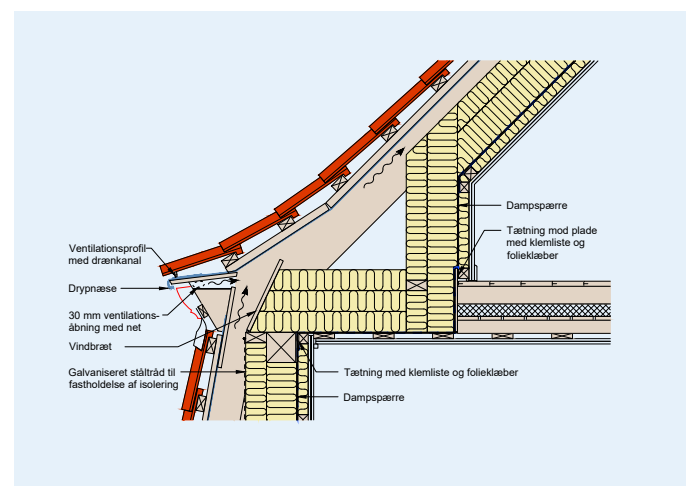 Ventilationsprofil
med drænkanal
Drypnæse
30 mm ventilations-
åbning med net
Vindbræt
Galvaniseret ståltråd til
fastholdelse af isolering
Dampspærre
Tætning mod plade
med klemliste og
folieklæber
Tætning med klemliste og folieklæber
Dampspærre